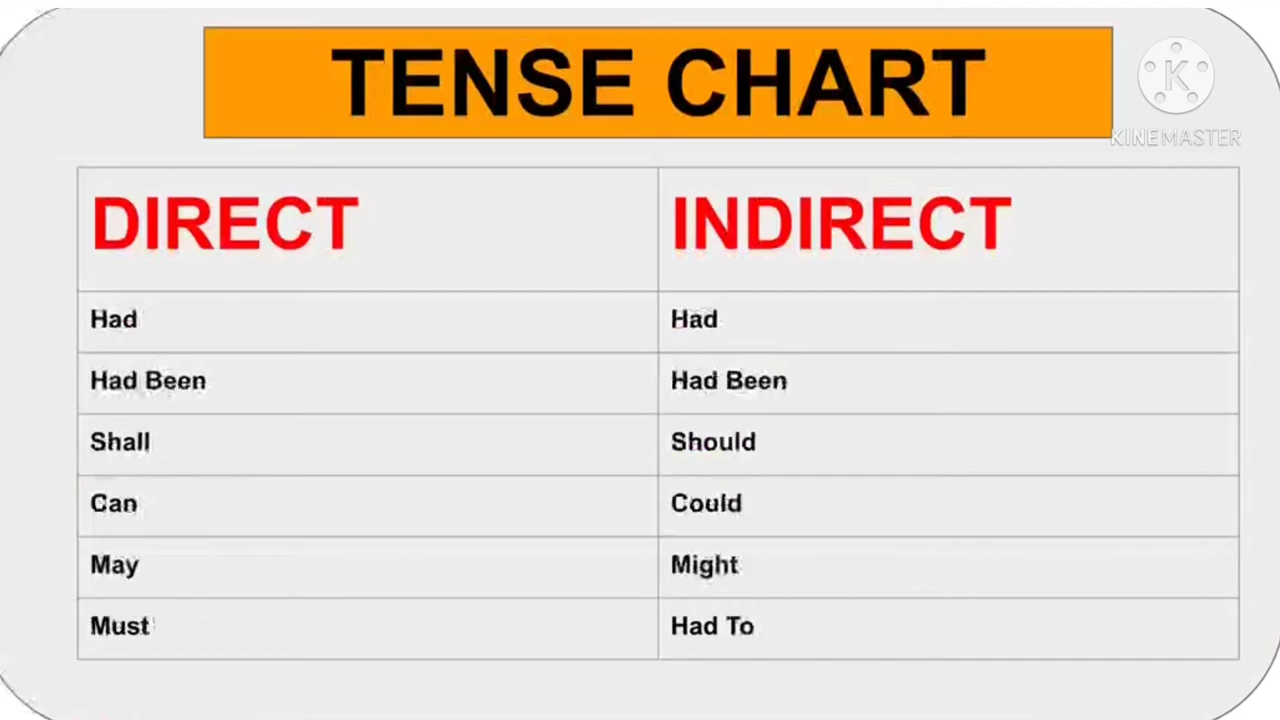 TENSE CHART
K
KINEMASTER
DIRECT INDIRECT
Had Had
Had Been Had Been
Shall Should
Can Could
May Might
Must Had To